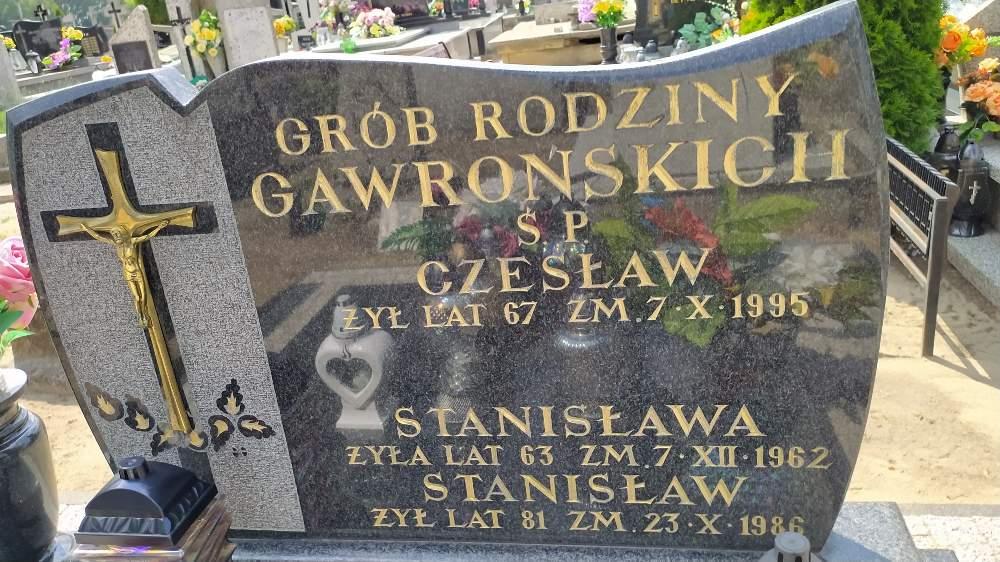 GRÓB RODZINY
GAWROŃSKICH
Ś P.
CZESŁAW
ŻYŁ LAT 67 ZM. 7·X·1995
STANISŁAWA
ŻYŁA LAT 63 ZM. 7·XII·1962
STANISŁAW
ŻYŁ LAT 81 ZM. 23·X·1986